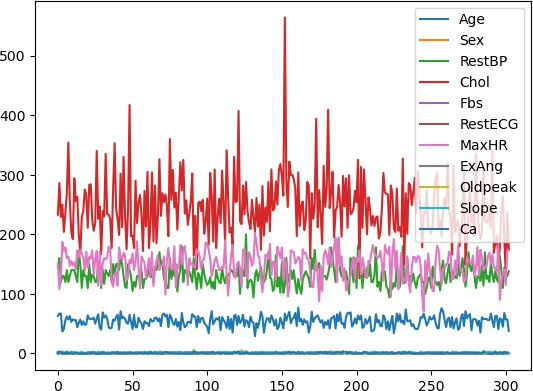 Age
Sex
RestBP
Chol
Fbs
RestECG
MaxHR
ExAng
Oldpeak
Slope
Ca
500
400
300
200
100
0
0 50 100 150 200 250 300